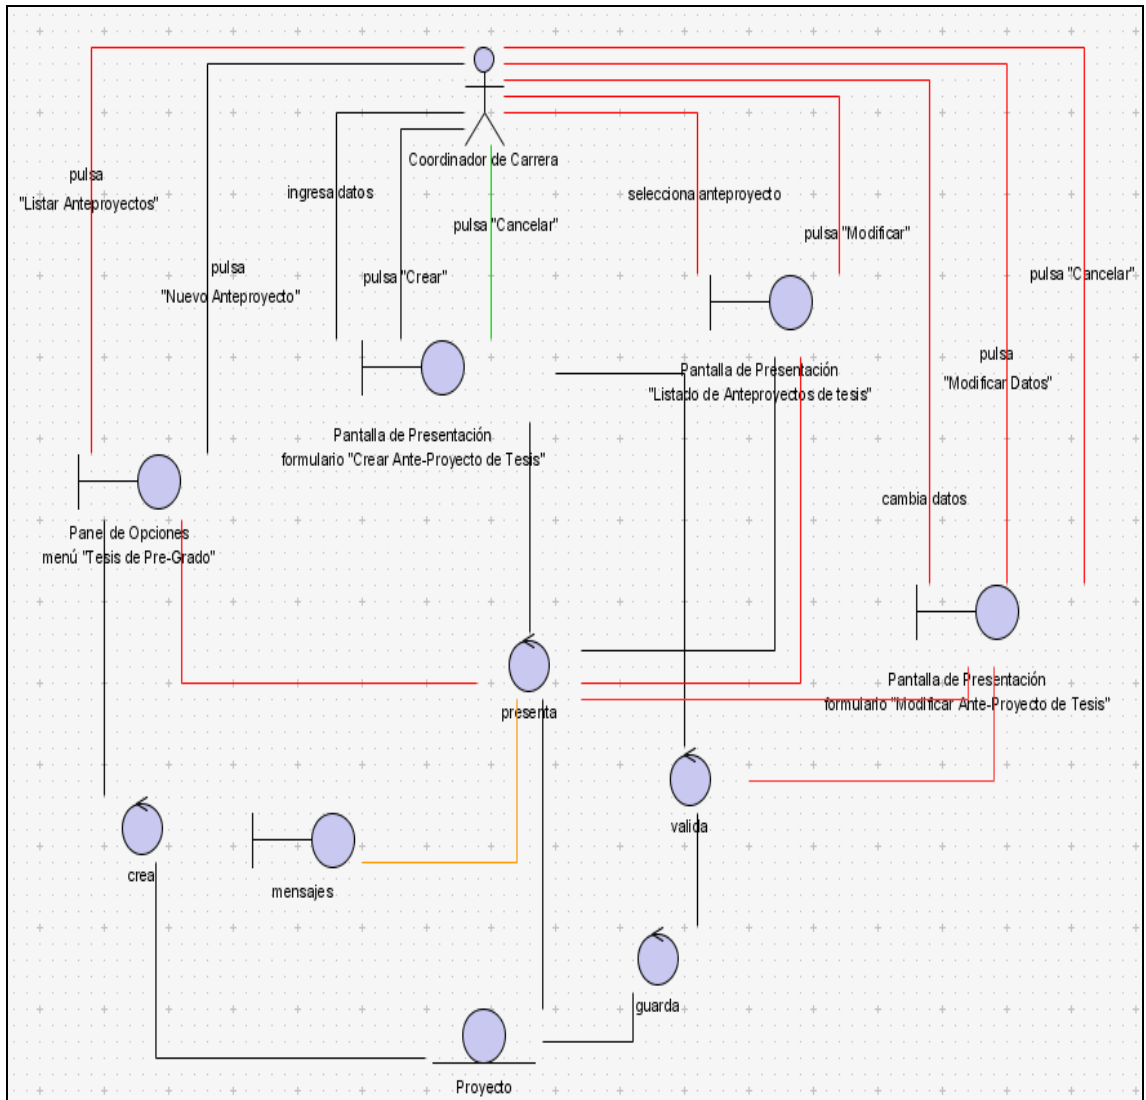 Coordinador de Carrera
pulsa
"Listar Anteproyectos"
ingresa datos
selecciona anteproyecto
pulsa "Cancelar"
pulsa "Modificar"
pulsa
"Nuevo Anteproyecto"
pulsa "Crear"
pulsa "Cancelar"
pulsa
"Modificar Datos"
Pantalla de Presentación
"Listado de Anteproyectos de tesis"
Pantalla de Presentación
formulario "Crear Ante-Proyecto de Tesis"
cambia datos
Panel de Opciones
menú "Tesis de Pre-Grado"
Pantalla de Presentación
formulario "Modificar Ante-Proyecto de Tesis"
presenta
valida
crea
mensajes
guarda
Proyecto